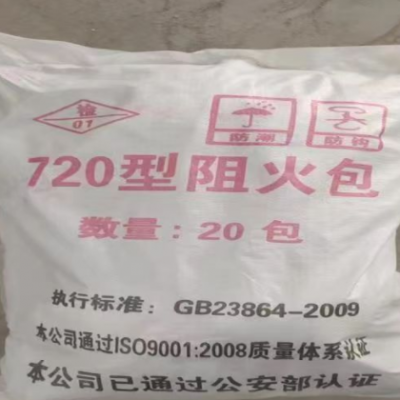 检
01
防潮
防钩
720型阻火包
数量：20包
执行标准：GB23864-2009
本公司通过ISO9001:2008质量体系认证
本公司已通过公安部认证